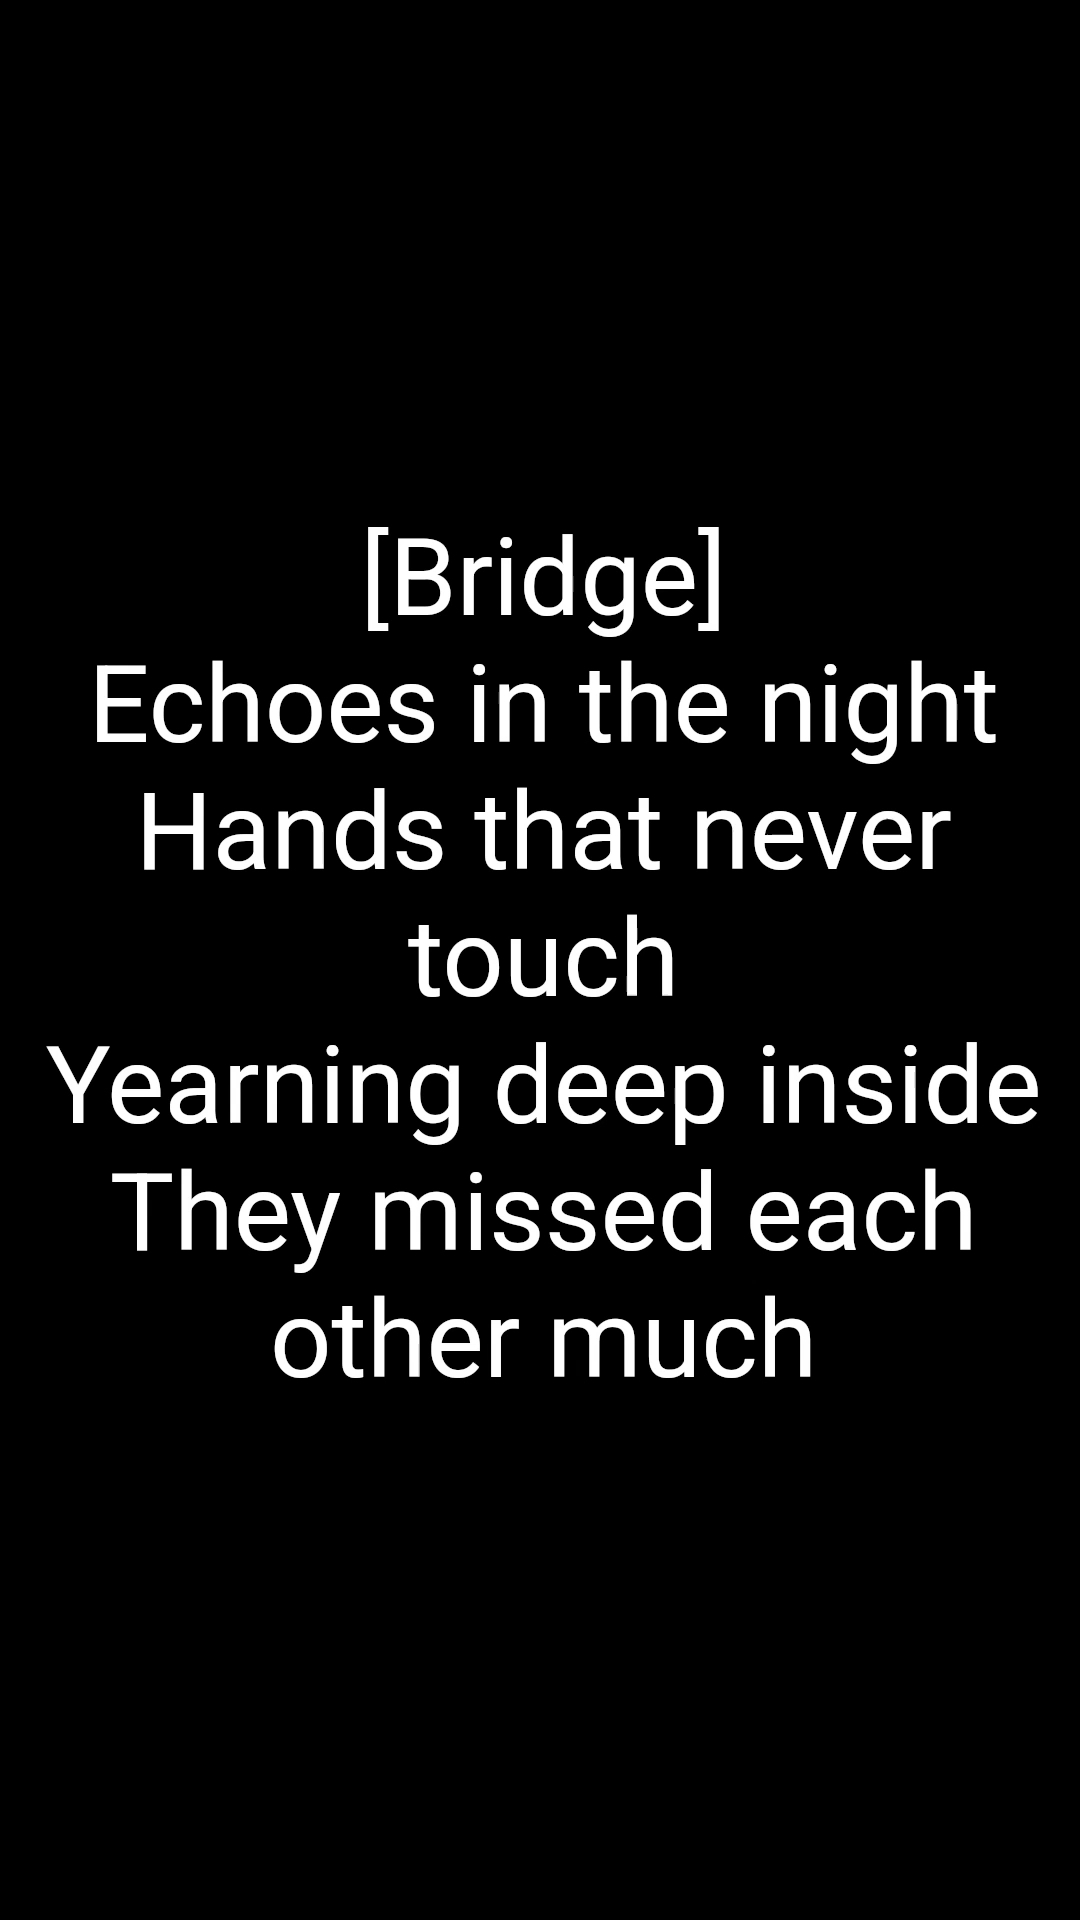 [Bridge]
Echoes in the night
Hands that never
touch
Yearning deep inside
They missed each
other much